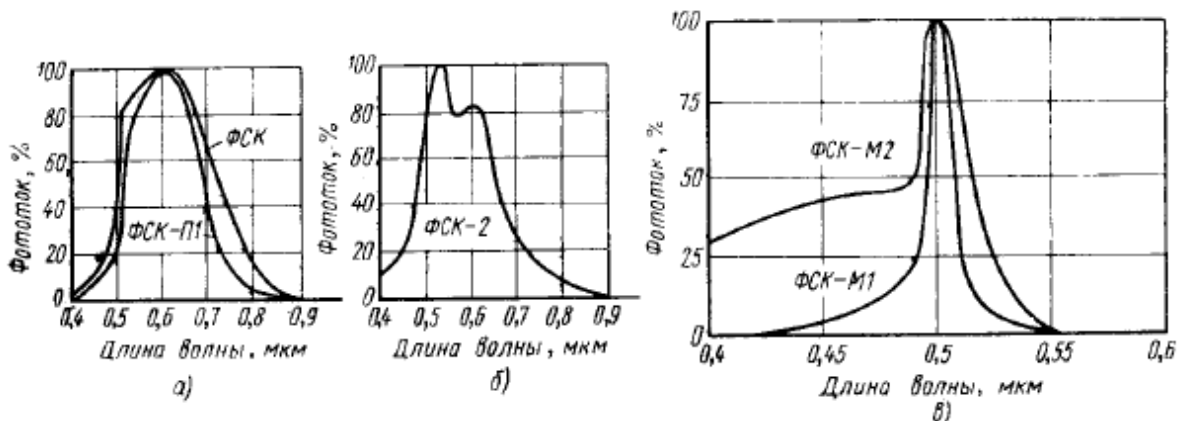 Фототок, %
100
80
60
40
20
0
ФСК
ФСК-П1
0,4 0,5 0,6 0,7 0,8 0,9
Длина волны, мкм
а)
Фототок, %
100
80
60
40
20
0
ФСК-2
0,4 0,5 0,6 0,7 0,8 0,9
Длина волны, мкм
б)
Фототок, %
100
75
50
25
0
ФСК-М2
ФСК-М1
0,4 0,45 0,5 0,55 0,6
Длина волны, мкм
в)